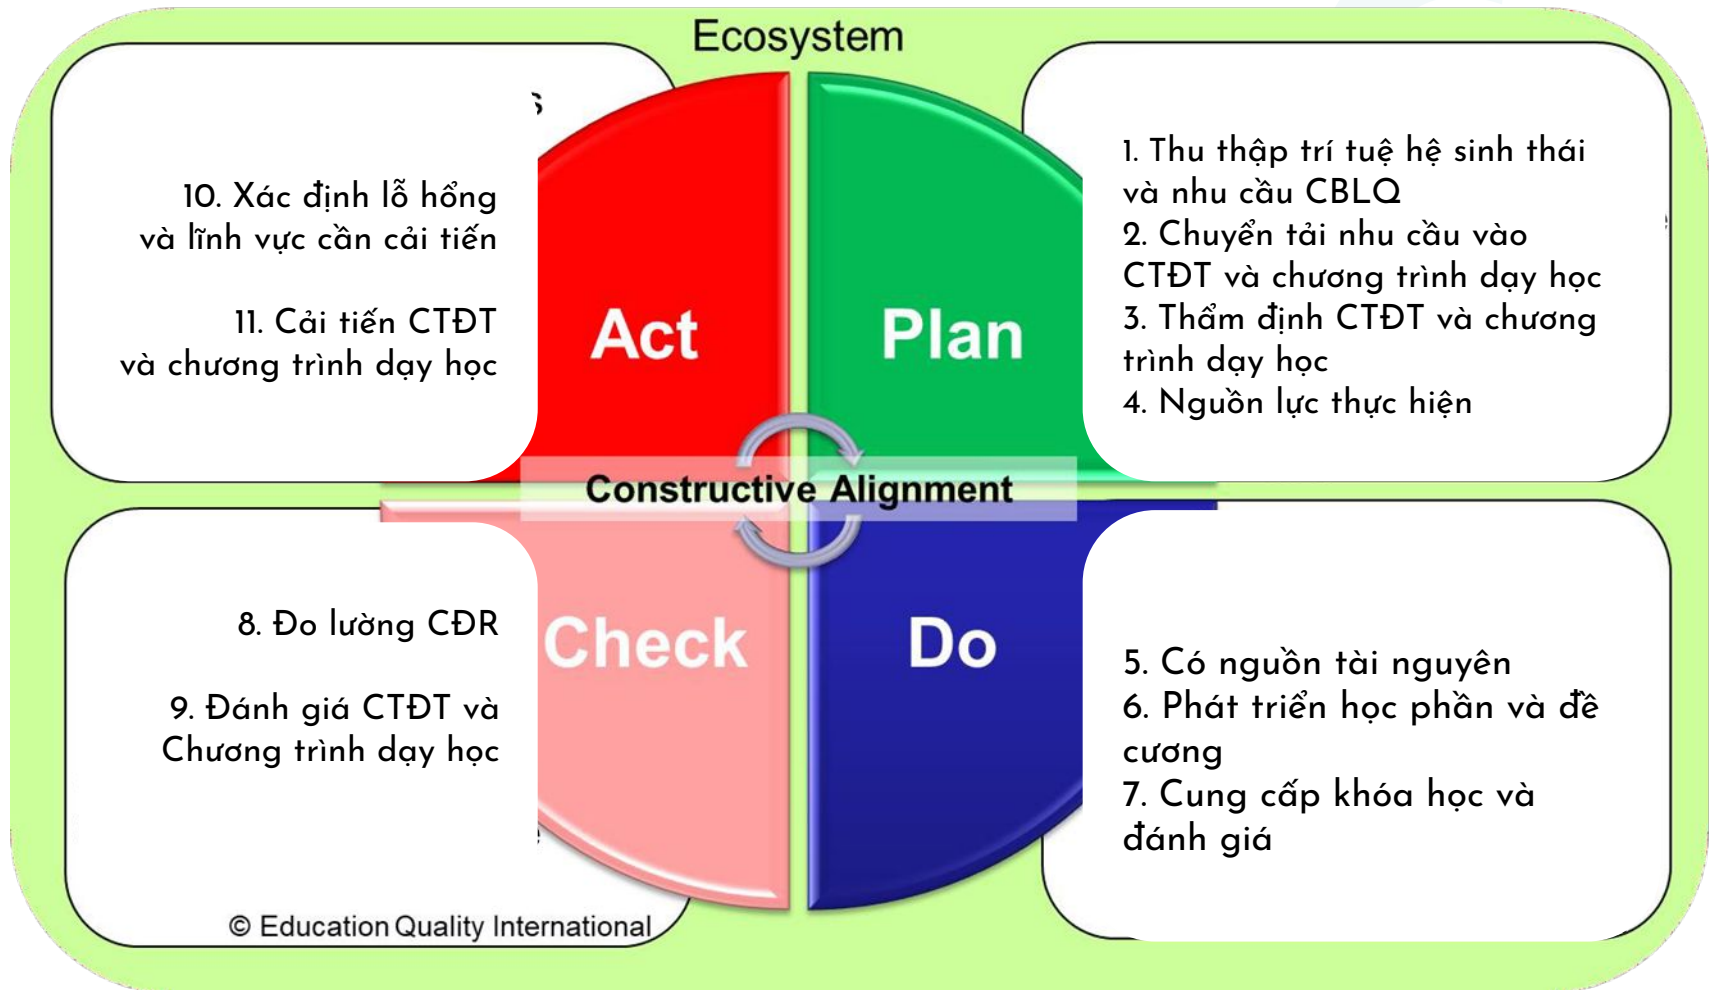 Ecosystem
10. Xác định lỗ hổng
và lĩnh vực cần cải tiến
11. Cải tiến CTĐT
và chương trình dạy học
Act
Plan
1. Thu thập trí tuệ hệ sinh thái
và nhu cầu CBLQ
2. Chuyển tải nhu cầu vào
CTĐT và chương trình dạy học
3. Thẩm định CTĐT và chương
trình dạy học
4. Nguồn lực thực hiện
Constructive Alignment
8. Đo lường CĐR
9. Đánh giá CTĐT và
Chương trình dạy học
Check
Do
5. Có nguồn tài nguyên
6. Phát triển học phần và đề
cương
7. Cung cấp khóa học và
đánh giá
© Education Quality International